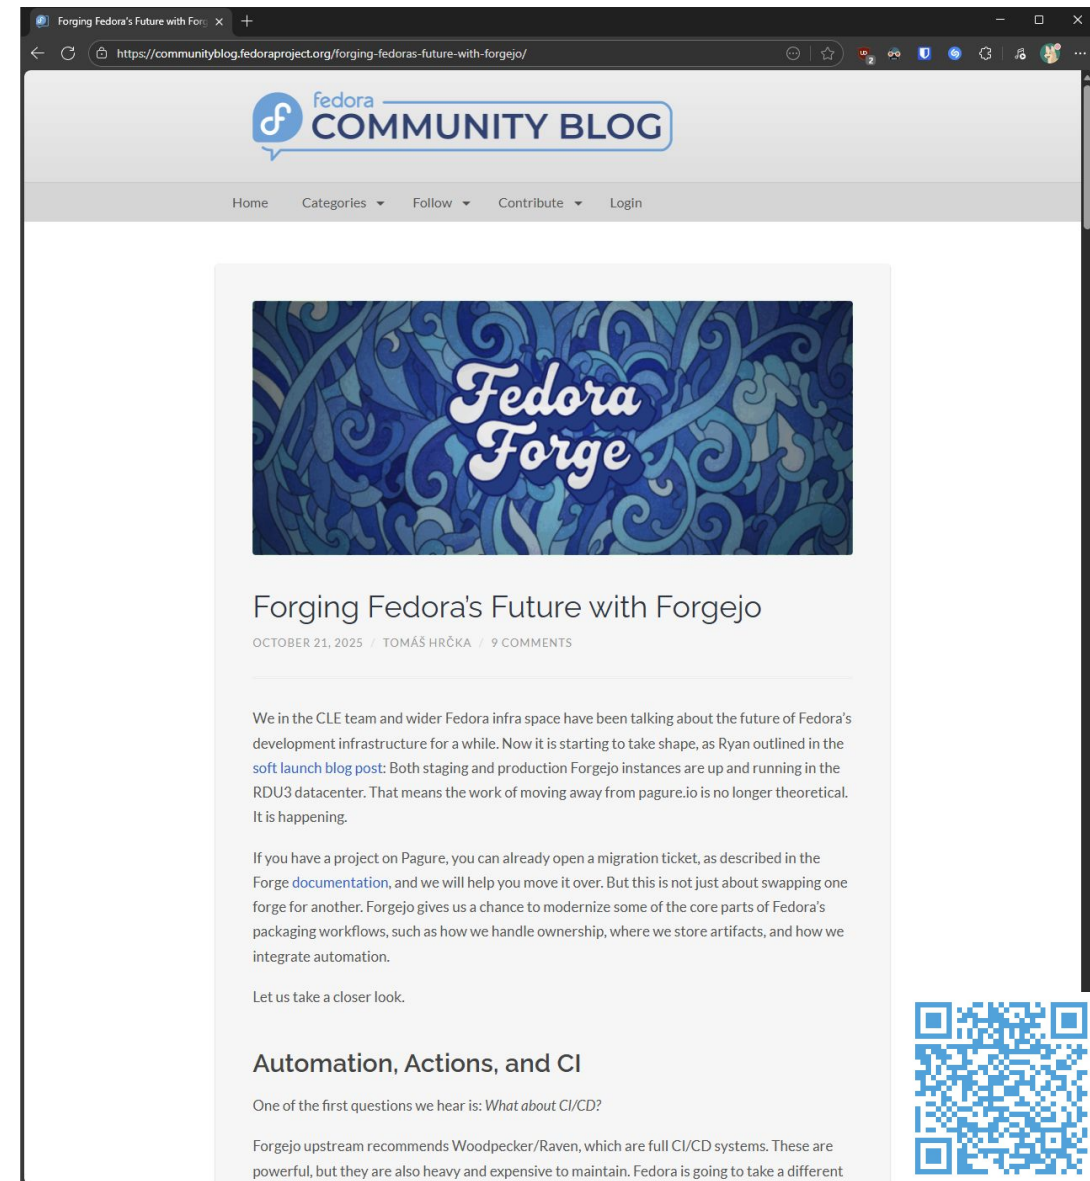 Forging Fedora's Future with Forg
https://communityblog.fedoraproject.org/forging-fedoras-future-with-forgejo/
2
fedora
COMMUNITY BLOG
Home Categories Follow Contribute Login
Fedora
Forge
Forging Fedora's Future with Forgejo
OCTOBER 21, 2025 / TOMÁŠ HRČKA / 9 COMMENTS
We in the CLE team and wider Fedora infra space have been talking about the future of Fedora's
development infrastructure for a while. Now it is starting to take shape, as Ryan outlined in the
soft launch blog post: Both staging and production Forgejo instances are up and running in the
RDU3 datacenter. That means the work of moving away from pagure.io is no longer theoretical.
It is happening.
If you have a project on Pagure, you can already open a migration ticket, as described in the
Forge documentation, and we will help you move it over. But this is not just about swapping one
forge for another. Forgejo gives us a chance to modernize some of the core parts of Fedora's
packaging workflows, such as how we handle ownership, where we store artifacts, and how we
integrate automation.
Let us take a closer look.
Automation, Actions, and CI
One of the first questions we hear is: What about CI/CD?
Forgejo upstream recommends Woodpecker/Raven, which are full CI/CD systems. These are
powerful, but they are also heavy and expensive to maintain. Fedora is going to take a different